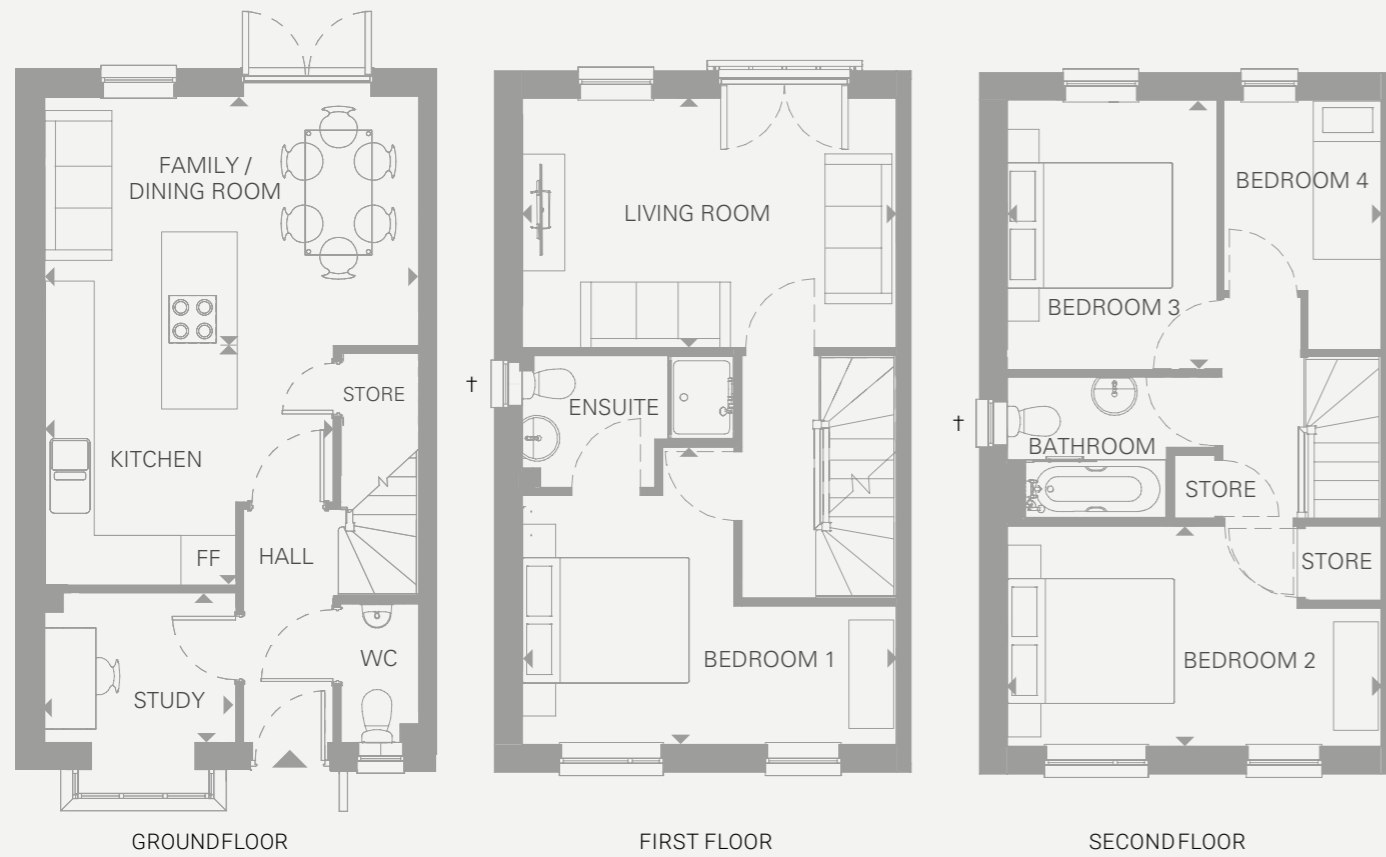 FAMILY /
DINING ROOM
STORE
KITCHEN
FF
HALL
WC
STUDY
GROUNDFLOOR
LIVING ROOM
†
ENSUITE
BEDROOM 1
FIRST FLOOR
BEDROOM 4
BEDROOM 3
†
BATHROOM
STORE
STORE
BEDROOM 2
SECONDFLOOR